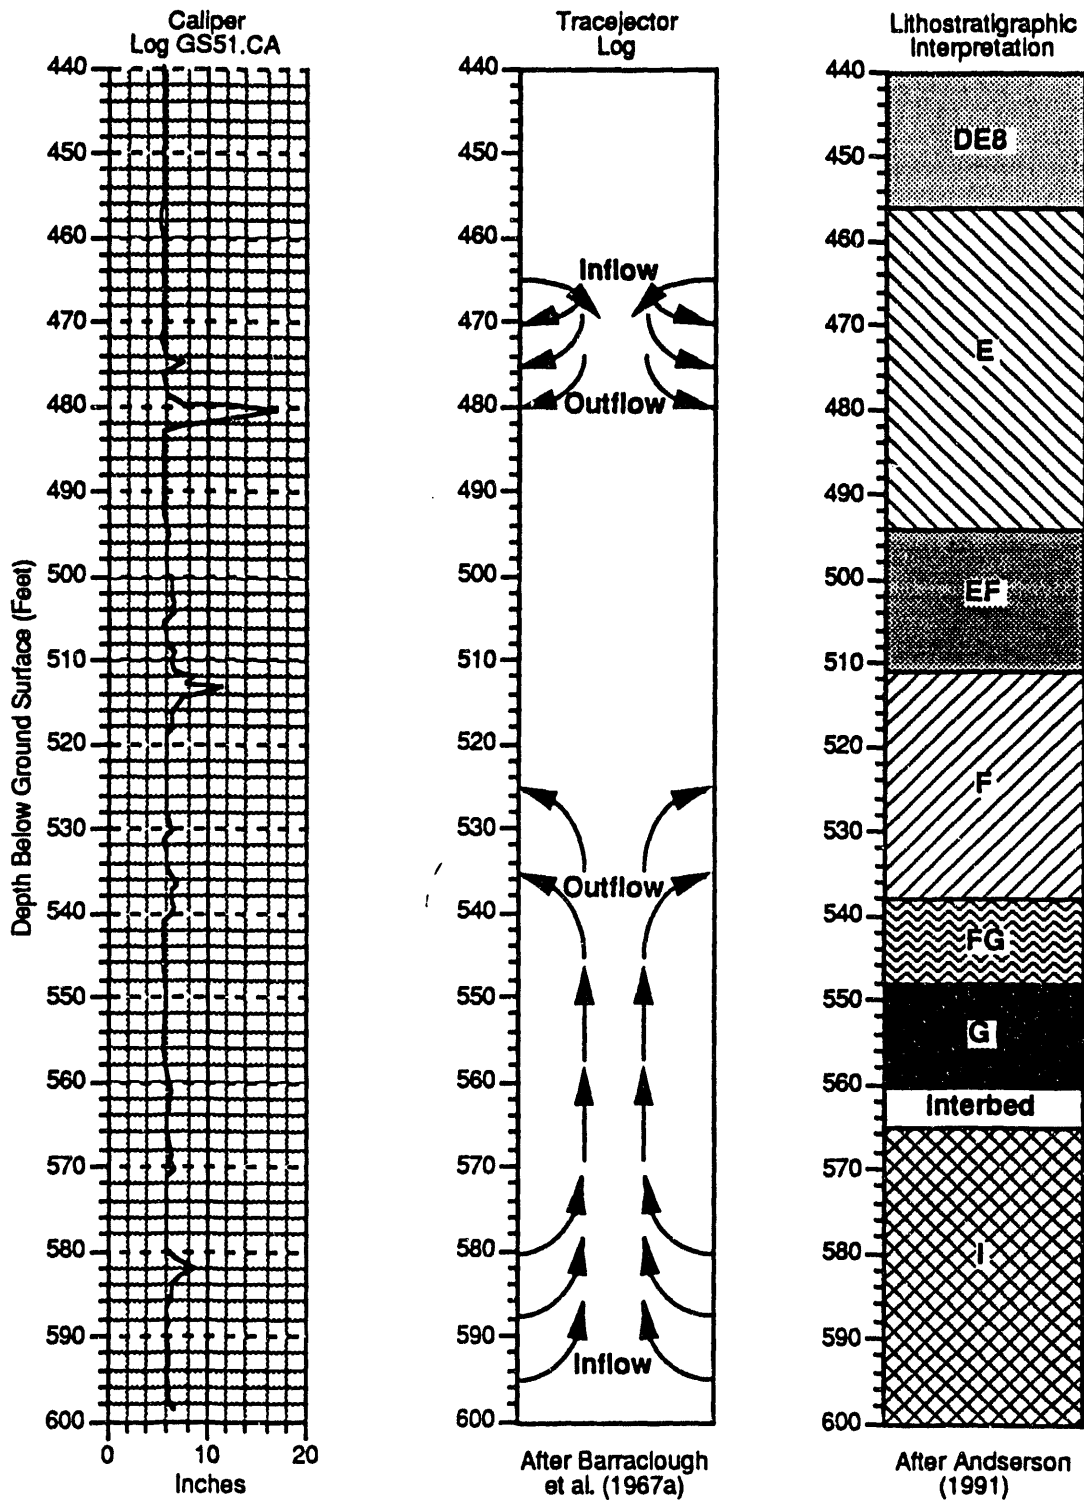 Caliper
Log GS51.CA
Tracejector
Log
Lithostratigraphic
Interpretation
Depth Below Ground Surface (Feet)
440
450
460
470
480
490
500
510
520
530
540
550
560
570
580
590
600
0 10 20
Inches
440
450
460
470
480
490
500
510
520
530
540
550
560
570
580
590
600
Inflow
Outflow
Outflow
Inflow
After Barraclough
et al. (1967a)
440
450
460
470
480
490
500
510
520
530
540
550
560
570
580
590
600
DE8
E
EF
F
FG
G
Interbed
I
After Andserson
(1991)